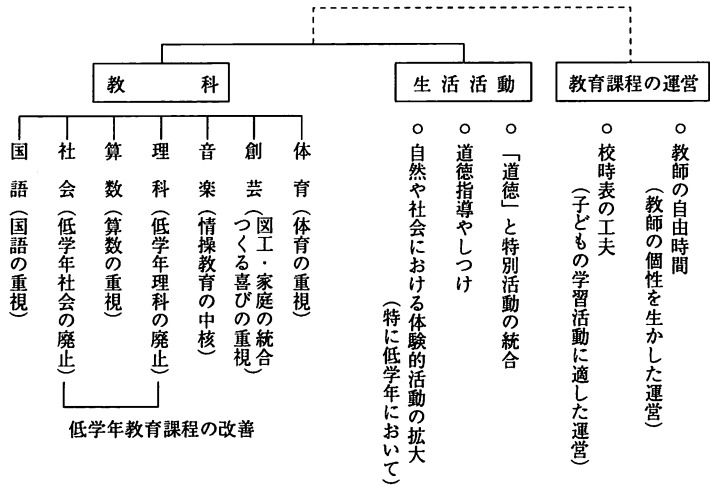 教科
国語(国語の重視)
社会(低学年社会の廃止)
算数(算数の重視)
理科(低学年理科の廃止)
音楽(情操教育の中核)
創芸(図工・家庭の統合
つくる喜びの重視)
体育(体育の重視)
低学年教育課程の改善
生活活動
○「道徳」と特別活動の統合
○道徳指導やしつけ
○自然や社会における体験的活動の拡大
(特に低学年において)
教育課程の運営
○教師の自由時間
(教師の個性を生かした運営)
○校時表の工夫
(子どもの学習活動に適した運営)